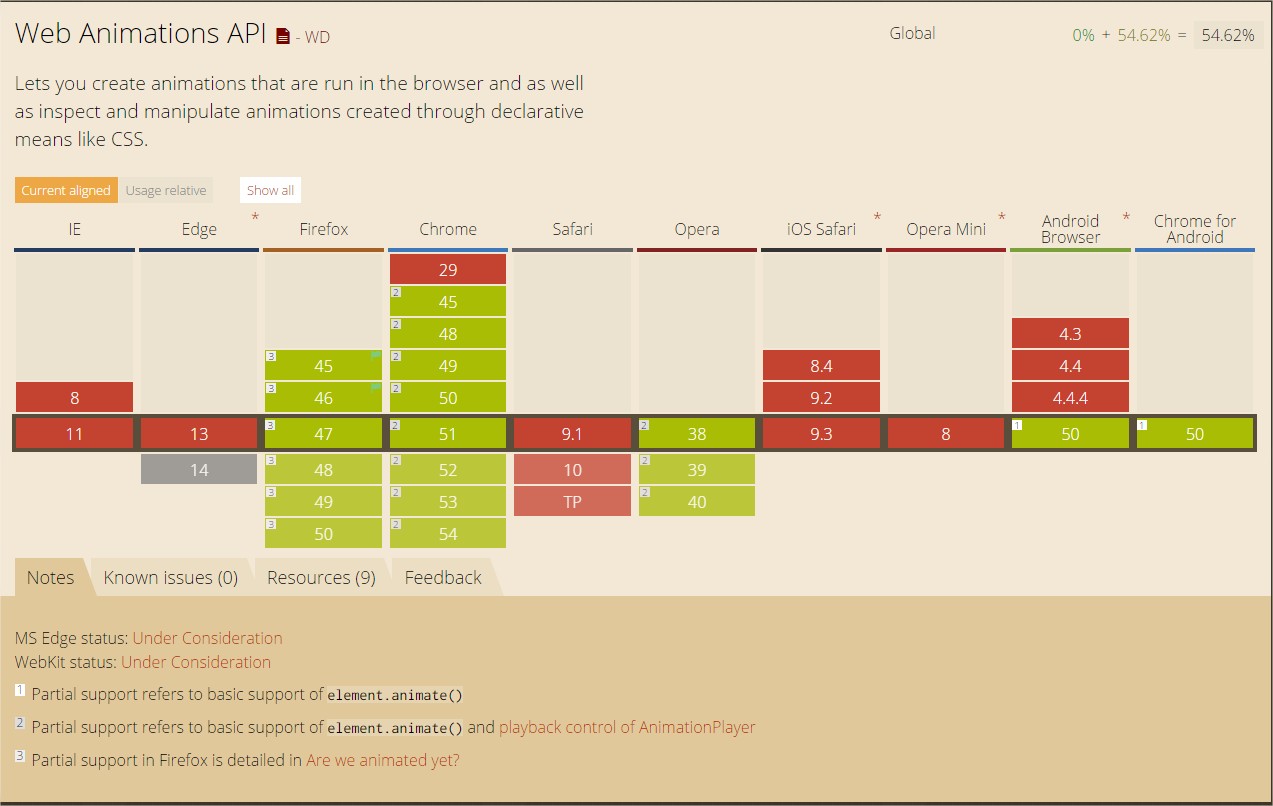 Web Animations API - WD
Global
0% + 54.62% = 54.62%
Lets you create animations that are run in the browser and as well
as inspect and manipulate animations created through declarative
means like CSS.
Current aligned Usage relative Show all
IE Edge * Firefox Chrome Safari Opera iOS Safari * Opera Mini * Android Browser * Chrome for Android
29
2 45
2 48 4.3
3 45 2 49 8.4 4.4
8 3 46 2 50 9.2 4.4.4
11 13 3 47 2 51 9.1 2 38 9.3 8 1 50 1 50
14 3 48 2 52 10 2 39
3 49 2 53 TP 2 40
3 50 2 54
Notes Known issues (0) Resources (9) Feedback
MS Edge status: Under Consideration
WebKit status: Under Consideration
1 Partial support refers to basic support of element.animate()
2 Partial support refers to basic support of element.animate() and playback control of AnimationPlayer
3 Partial support in Firefox is detailed in Are we animated yet?